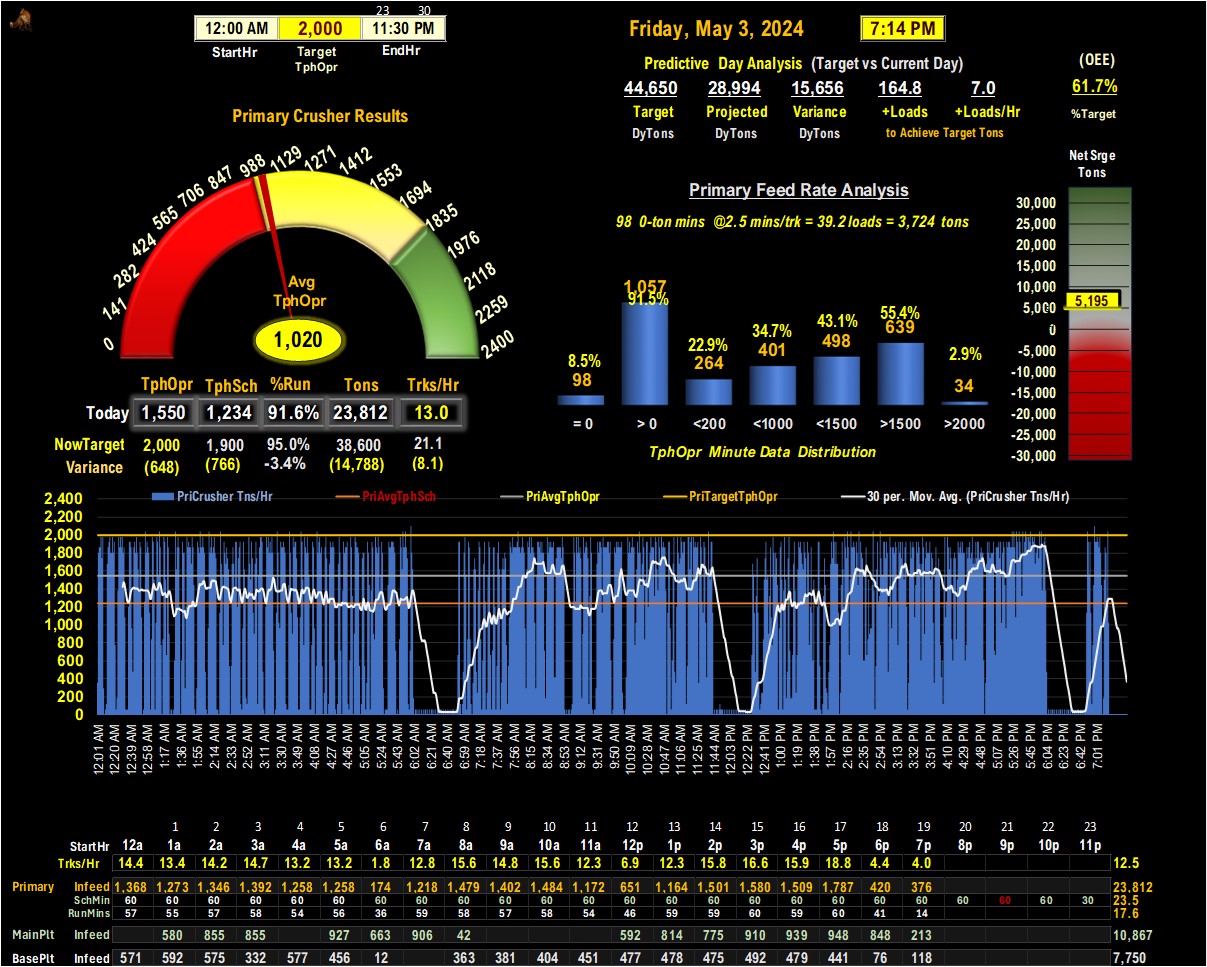 23 30
12:00 AM 2,000 11:30 PM
StartHr Target TphOpr EndHr
Friday, May 3, 2024 7:14 PM
Predictive Day Analysis (Target vs Current Day)
44,650 28,994 15,656 164.8 7.0
Target Projected Variance +Loads +Loads/Hr
DyTons DyTons DyTons to Achieve Target Tons
(OEE)
61.7%
%Target
Primary Crusher Results
0 141 282 424 565 706 847 988 1129 1271 1412 1553 1694 1835 1976 2118 2259 2400
Avg
TphOpr
1,020
TphOpr TphSch %Run Tons Trks/Hr
Today 1,550 1,234 91.6% 23,812 13.0
NowTarget 2,000 1,900 95.0% 38,600 21.1
Variance (648) (766) -3.4% (14,788) (8.1)
Primary Feed Rate Analysis
98 0-ton mins @2.5 mins/trk = 39.2 loads = 3,724 tons
8.5% 91.5% 22.9% 34.7% 43.1% 55.4% 2.9%
98 1,057 264 401 498 639 34
= 0 > 0 <200 <1000 <1500 >1500 >2000
TphOpr Minute Data Distribution
Net Srge
Tons
30,000
25,000
20,000
15,000
10,000
5,000
0
-5,000
-10,000
-15,000
-20,000
-25,000
-30,000
5,195
PriCrusher Tns/Hr PriAvgTphSch PriAvgTphOpr PriTargetTphOpr 30 per. Mov. Avg. (PriCrusher Tns/Hr)
2,400
2,200
2,000
1,800
1,600
1,400
1,200
1,000
800
600
400
200
0
12:01 AM 12:20 AM 12:39 AM 12:58 AM 1:17 AM 1:36 AM 1:55 AM 2:14 AM 2:33 AM 2:52 AM 3:11 AM 3:30 AM 3:49 AM 4:08 AM 4:27 AM 4:46 AM 5:05 AM 5:24 AM 5:43 AM 6:02 AM 6:21 AM 6:40 AM 6:59 AM 7:18 AM 7:37 AM 7:56 AM 8:15 AM 8:34 AM 8:53 AM 9:12 AM 9:31 AM 9:50 AM 10:09 AM 10:28 AM 10:47 AM 11:06 AM 11:25 AM 11:44 AM 12:03 PM 12:22 PM 12:41 PM 1:00 PM 1:19 PM 1:38 PM 1:57 PM 2:16 PM 2:35 PM 2:54 PM 3:13 PM 3:32 PM 3:51 PM 4:10 PM 4:29 PM 4:48 PM 5:07 PM 5:26 PM 5:45 PM 6:04 PM 6:23 PM 6:42 PM 7:01 PM
1 2 3 4 5 6 7 8 9 10 11 12 13 14 15 16 17 18 19 20 21 22 23
StartHr 12a 1a 2a 3a 4a 5a 6a 7a 8a 9a 10a 11a 12p 1p 2p 3p 4p 5p 6p 7p 8p 9p 10p 11p
Trks/Hr 14.4 13.4 14.2 14.7 13.2 13.2 1.8 12.8 15.6 14.8 15.6 12.3 6.9 12.3 15.8 16.6 15.9 18.8 4.4 4.0 12.5
Primary Infeed 1,368 1,273 1,346 1,392 1,258 1,258 174 1,218 1,479 1,402 1,484 1,172 651 1,164 1,501 1,580 1,509 1,787 420 376 23,812
SchMin 60 60 60 60 60 60 60 60 60 60 60 60 60 60 60 60 60 60 60 60 60 60 60 30 23.5
RunMins 57 55 57 58 54 56 36 59 58 57 58 54 46 59 59 60 59 60 41 14 17.6
MainPlt Infeed 580 855 855 927 663 906 42 592 814 775 910 939 948 848 213 10,867
BasePlt Infeed 571 592 575 332 577 456 12 363 381 404 451 477 478 475 492 479 441 76 118 7,750